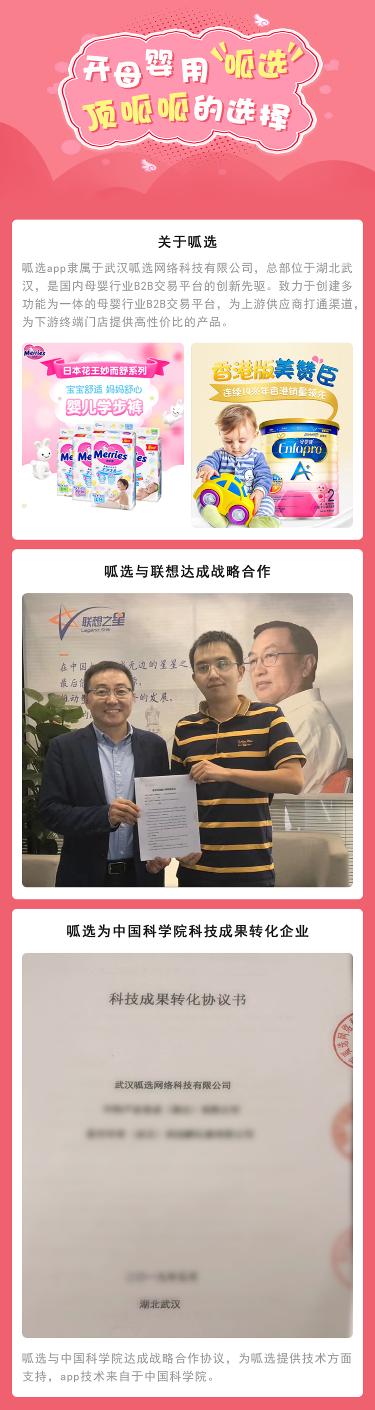 开母婴用“呱选”
顶呱呱的选择
关于呱选
呱选app隶属于武汉呱选网络科技有限公司，总部位于湖北武
汉，是国内母婴行业B2B交易平台的创新先驱。致力于创建多
功能为一体的母婴行业B2B交易平台，为上游供应商打通渠道，
为下游终端门店提供高性价比的产品。
Merries
日本花王妙而舒系列
宝宝舒适 妈妈舒心
婴儿学步裤
Merries
香港版美赞臣
Enfapro
A+
2
呱选与联想达成战略合作
联想之星
Legend Star
呱选为中国科学院科技成果转化企业
科技成果转化协议书
武汉呱选网络科技有限公司
湖北武汉
呱选与中国科学院达成战略合作协议，为呱选提供技术方面
支持，app技术来自于中国科学院。